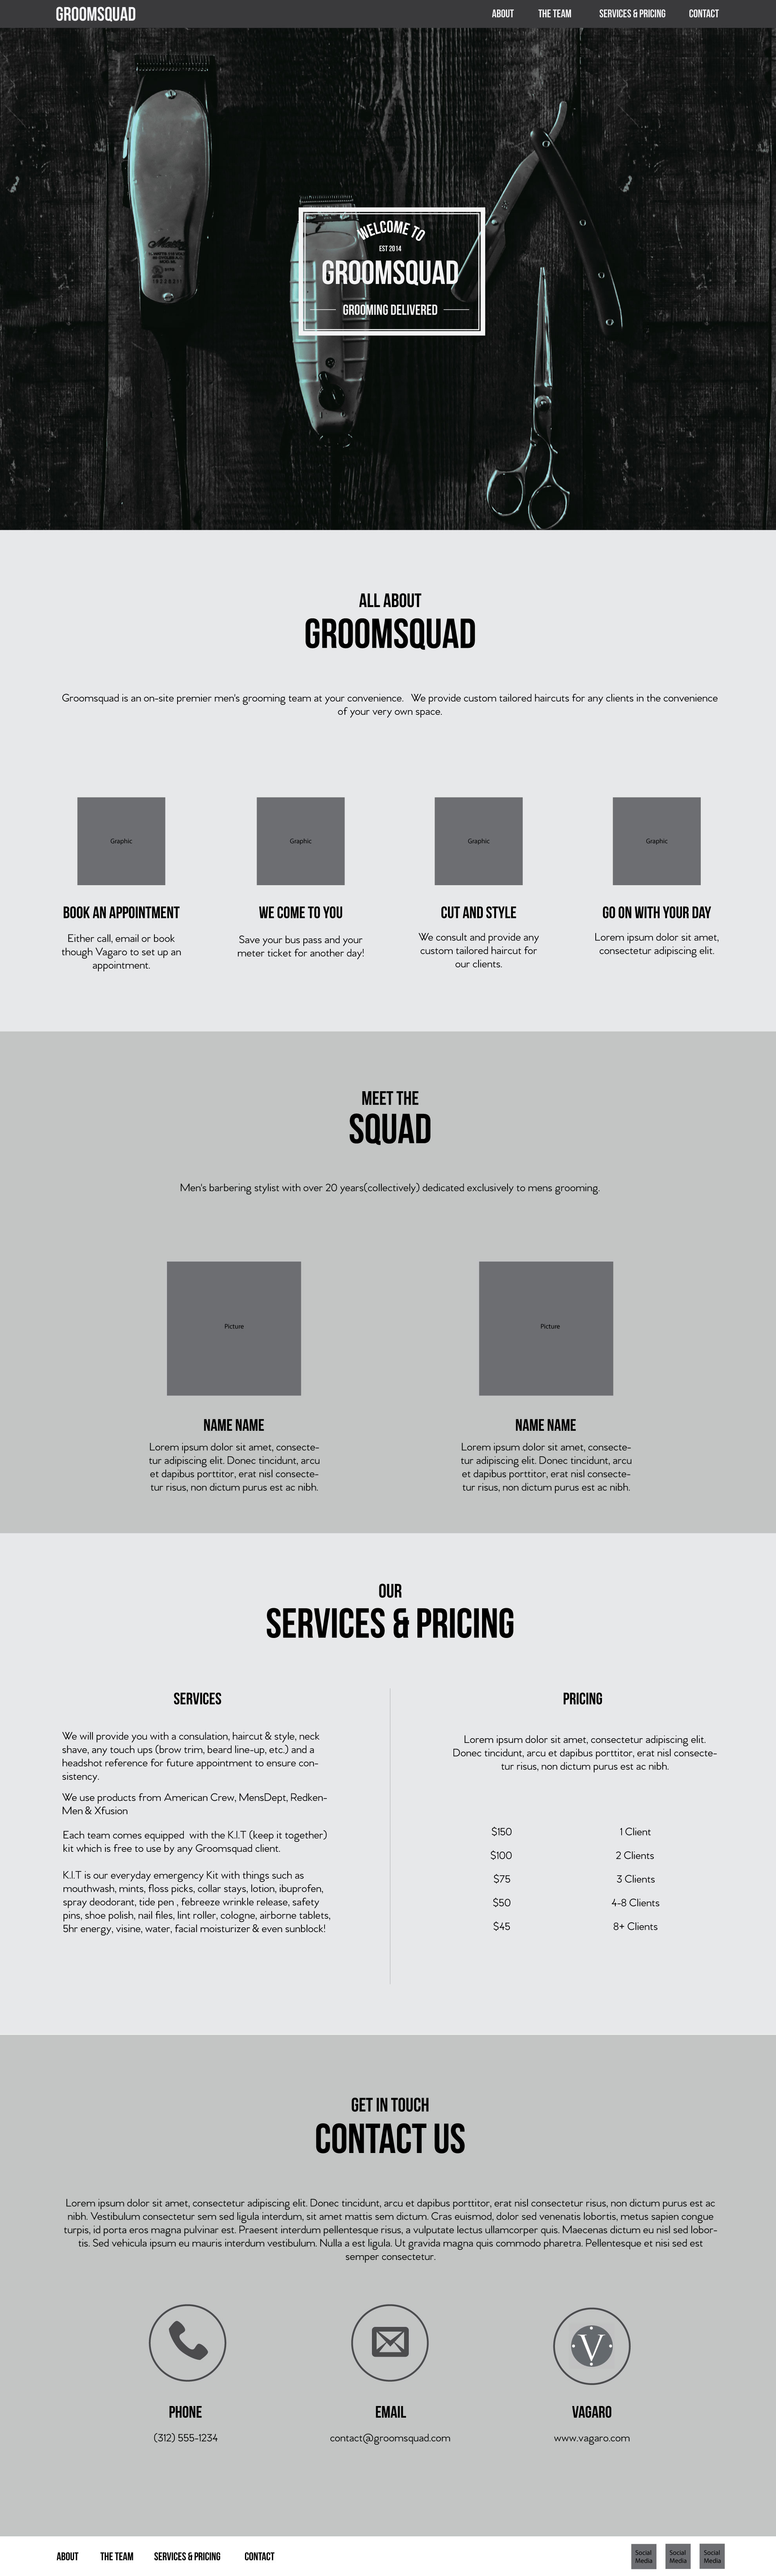 GROOMSQUAD
ABOUT THE TEAM SERVICES & PRICING CONTACT
WELCOME TO
EST 2014
GROOMSQUAD
GROOMING DELIVERED
ALL ABOUT
GROOMSQUAD
Groomsquad is an on-site premier men's grooming team at your convenience. We provide custom tailored haircuts for any clients in the convenience
of your very own space.
Graphic
BOOK AN APPOINTMENT
Either call, email or book
though Vagaro to set up an
appointment.
Graphic
WE COME TO YOU
Save your bus pass and your
meter ticket for another day!
Graphic
CUT AND STYLE
We consult and provide any
custom tailored haircut for
our clients.
Graphic
GO ON WITH YOUR DAY
Lorem ipsum dolor sit amet,
consectetur adipiscing elit.
MEET THE
SQUAD
Men's barbering stylist with over 20 years(collectively) dedicated exclusively to mens grooming.
Picture
NAME NAME
Lorem ipsum dolor sit amet, consecte-
tur adipiscing elit. Donec tincidunt, arcu
et dapibus porttitor, erat nisl consecte-
tur risus, non dictum purus est ac nibh.
Picture
NAME NAME
Lorem ipsum dolor sit amet, consecte-
tur adipiscing elit. Donec tincidunt, arcu
et dapibus porttitor, erat nisl consecte-
tur risus, non dictum purus est ac nibh.
OUR
SERVICES & PRICING
SERVICES
We will provide you with a consulation, haircut & style, neck
shave, any touch ups (brow trim, beard line-up, etc.) and a
headshot reference for future appointment to ensure con-
sistency.
We use products from American Crew, MensDept, Redken-
Men & Xfusion
Each team comes equipped with the K.I.T (keep it together)
kit which is free to use by any Groomsquad client.
K.I.T is our everyday emergency Kit with things such as
mouthwash, mints, floss picks, collar stays, lotion, ibuprofen,
spray deodorant, tide pen , febreeze wrinkle release, safety
pins, shoe polish, nail files, lint roller, cologne, airborne tablets,
5hr energy, visine, water, facial moisturizer & even sunblock!
PRICING
Lorem ipsum dolor sit amet, consectetur adipiscing elit.
Donec tincidunt, arcu et dapibus porttitor, erat nisl consecte-
tur risus, non dictum purus est ac nibh.
$150 1 Client
$100 2 Clients
$75 3 Clients
$50 4-8 Clients
$45 8+ Clients
GET IN TOUCH
CONTACT US
Lorem ipsum dolor sit amet, consectetur adipiscing elit. Donec tincidunt, arcu et dapibus porttitor, erat nisl consectetur risus, non dictum purus est ac
nibh. Vestibulum consectetur sem sed ligula interdum, sit amet mattis sem dictum. Cras euismod, dolor sed venenatis lobortis, metus sapien congue
turpis, id porta eros magna pulvinar est. Praesent interdum pellentesque risus, a vulputate lectus ullamcorper quis. Maecenas dictum eu nisl sed lobor-
tis. Sed vehicula ipsum eu mauris interdum vestibulum. Nulla a est ligula. Ut gravida magna quis commodo pharetra. Pellentesque et nisi sed est
semper consectetur.
PHONE
(312) 555-1234
EMAIL
contact@groomsquad.com
V
VAGARO
www.vagaro.com
ABOUT THE TEAM SERVICES & PRICING CONTACT
Social
Media
Social
Media
Social
Media